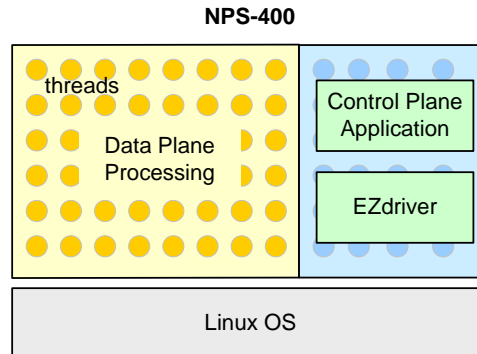 NPS-400
threads
Data Plane
Processing
Control Plane
Application
EZdriver
Linux OS